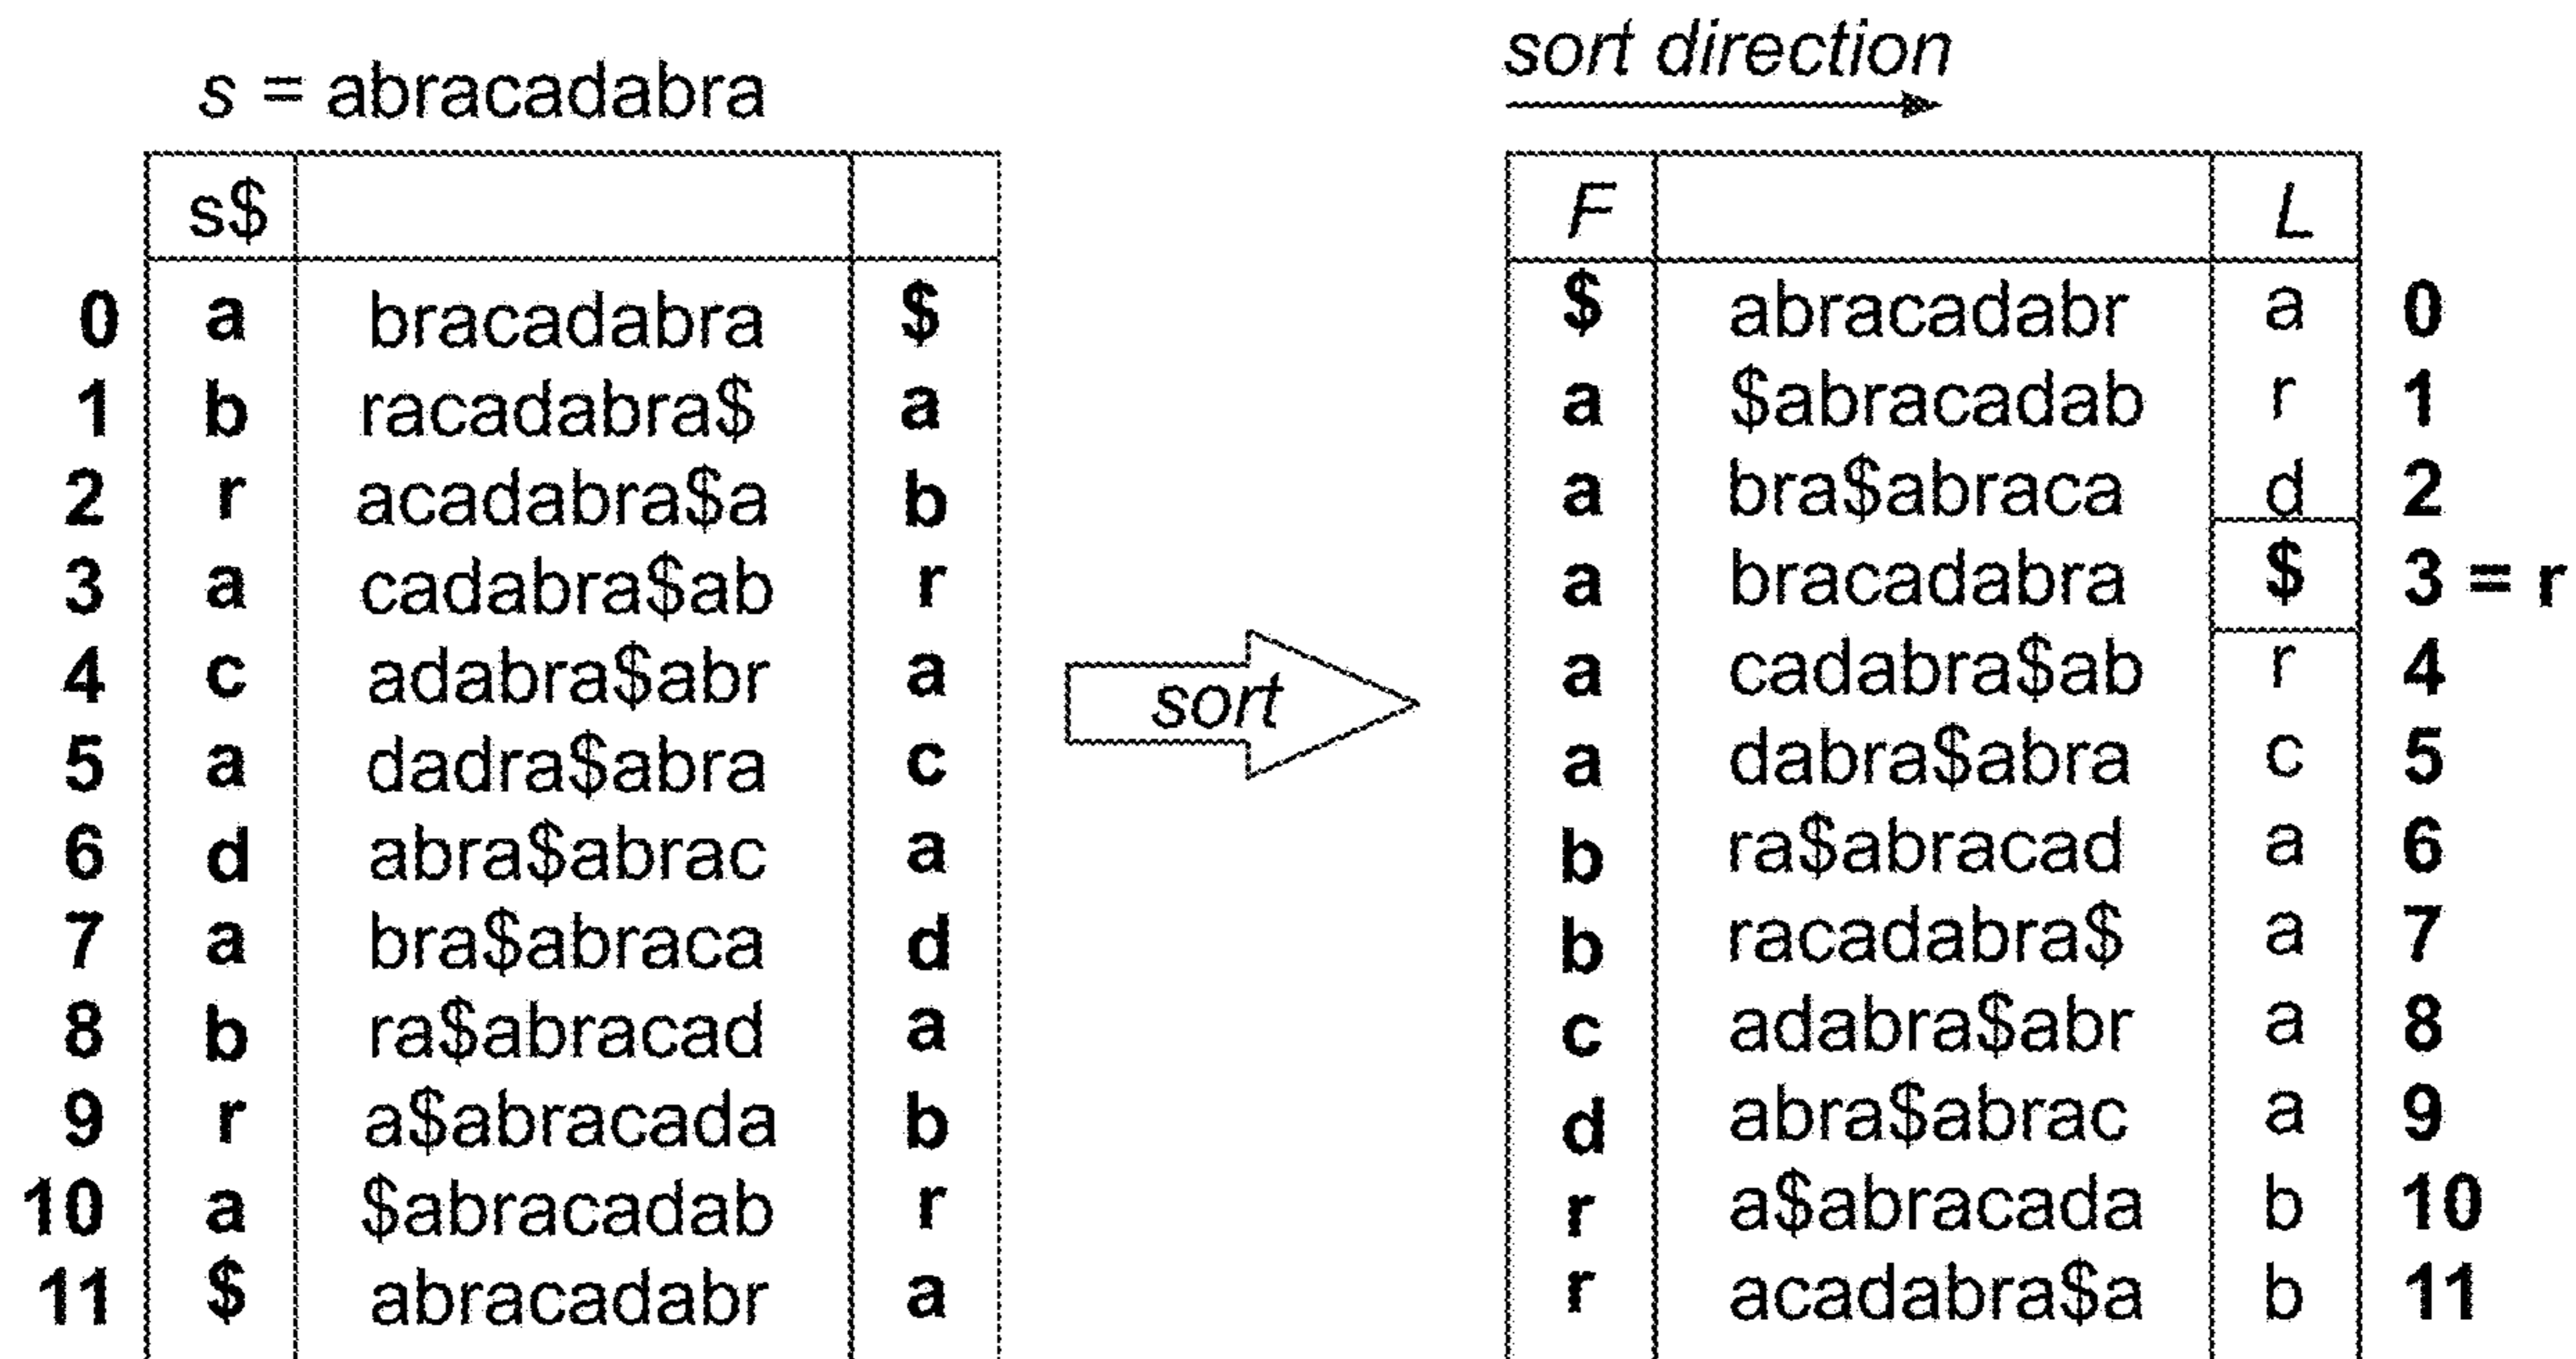 s = abracadabra
sort direction
s$
F L
0 a bracadabra $
1 b racadabra$ a
2 r acadabra$a b
3 a cadabra$ab r
4 c adabra$abr a
5 a dadra$abra c
6 d abra$abrac a
7 a bra$abraca d
8 b ra$abracad a
9 r a$abracada b
10 a $abracadab r
11 $ abracadabr a
sort
$ abracadabr a 0
a $abracadab r 1
a bra$abraca d 2
a bracadabra $ 3 = r
a cadabra$ab r 4
a dabra$abra c 5
b ra$abracad a 6
b racadabra$ a 7
c adabra$abr a 8
d abra$abrac a 9
r a$abracada b 10
r acadabra$a b 11